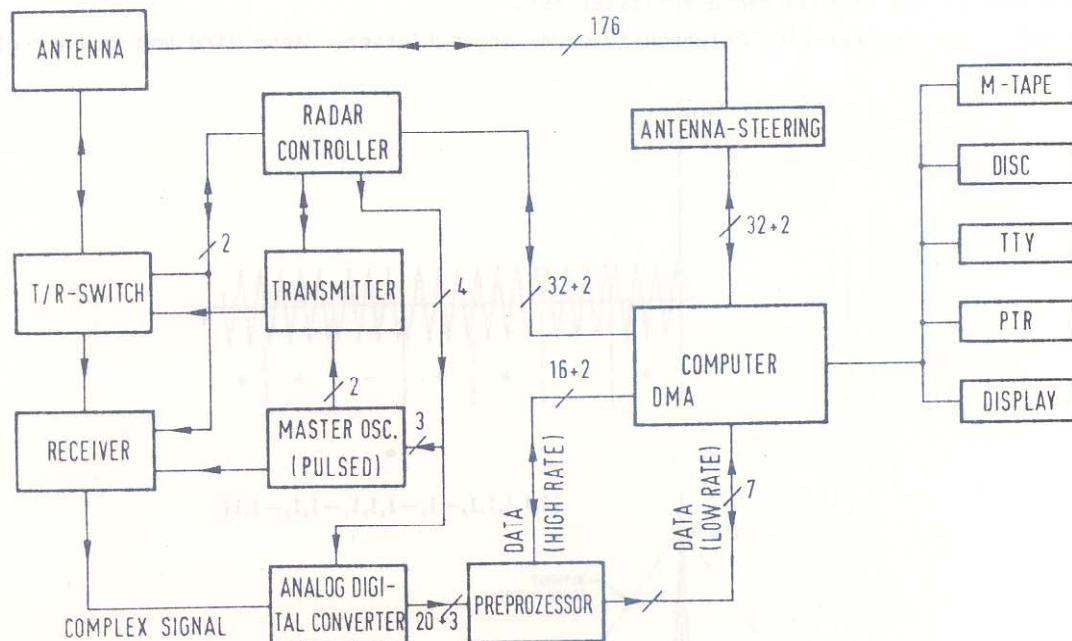 ANTENNA
176
M-TAPE
RADAR
CONTROLLER
ANTENNA-STEERING
DISC
2
32+2
TTY
T/R-SWITCH
TRANSMITTER
4
32+2
PTR
COMPUTER
DMA
16+2
2
DISPLAY
RECEIVER
MASTER OSC.
(PULSED)
3
DATA
(HIGH RATE)
DATA
(LOW RATE)
7
ANALOG DIGI-
TAL CONVERTER
20+3
PREPROZESSOR
COMPLEX SIGNAL